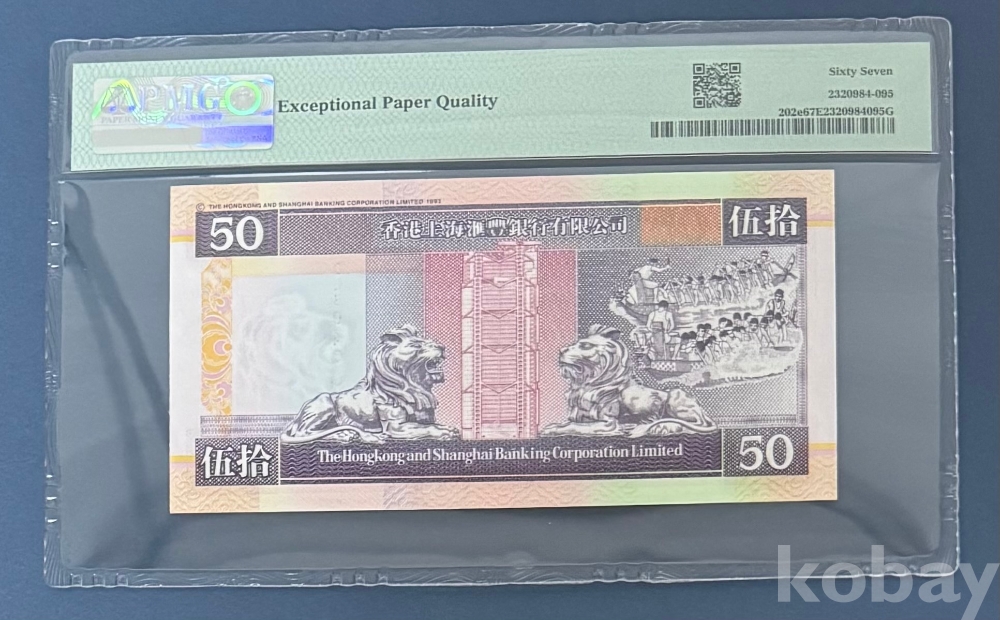 PMG
Exceptional Paper Quality
Sixty Seven
2320984-095
202e67E2320984095G
© THE HONGKONG AND SHANGHAI BANKING CORPORATION LIMITED 1993
50
香港上海滙豐銀行有限公司
伍拾
伍拾
The Hongkong and Shanghai Banking Corporation Limited
50
kobay